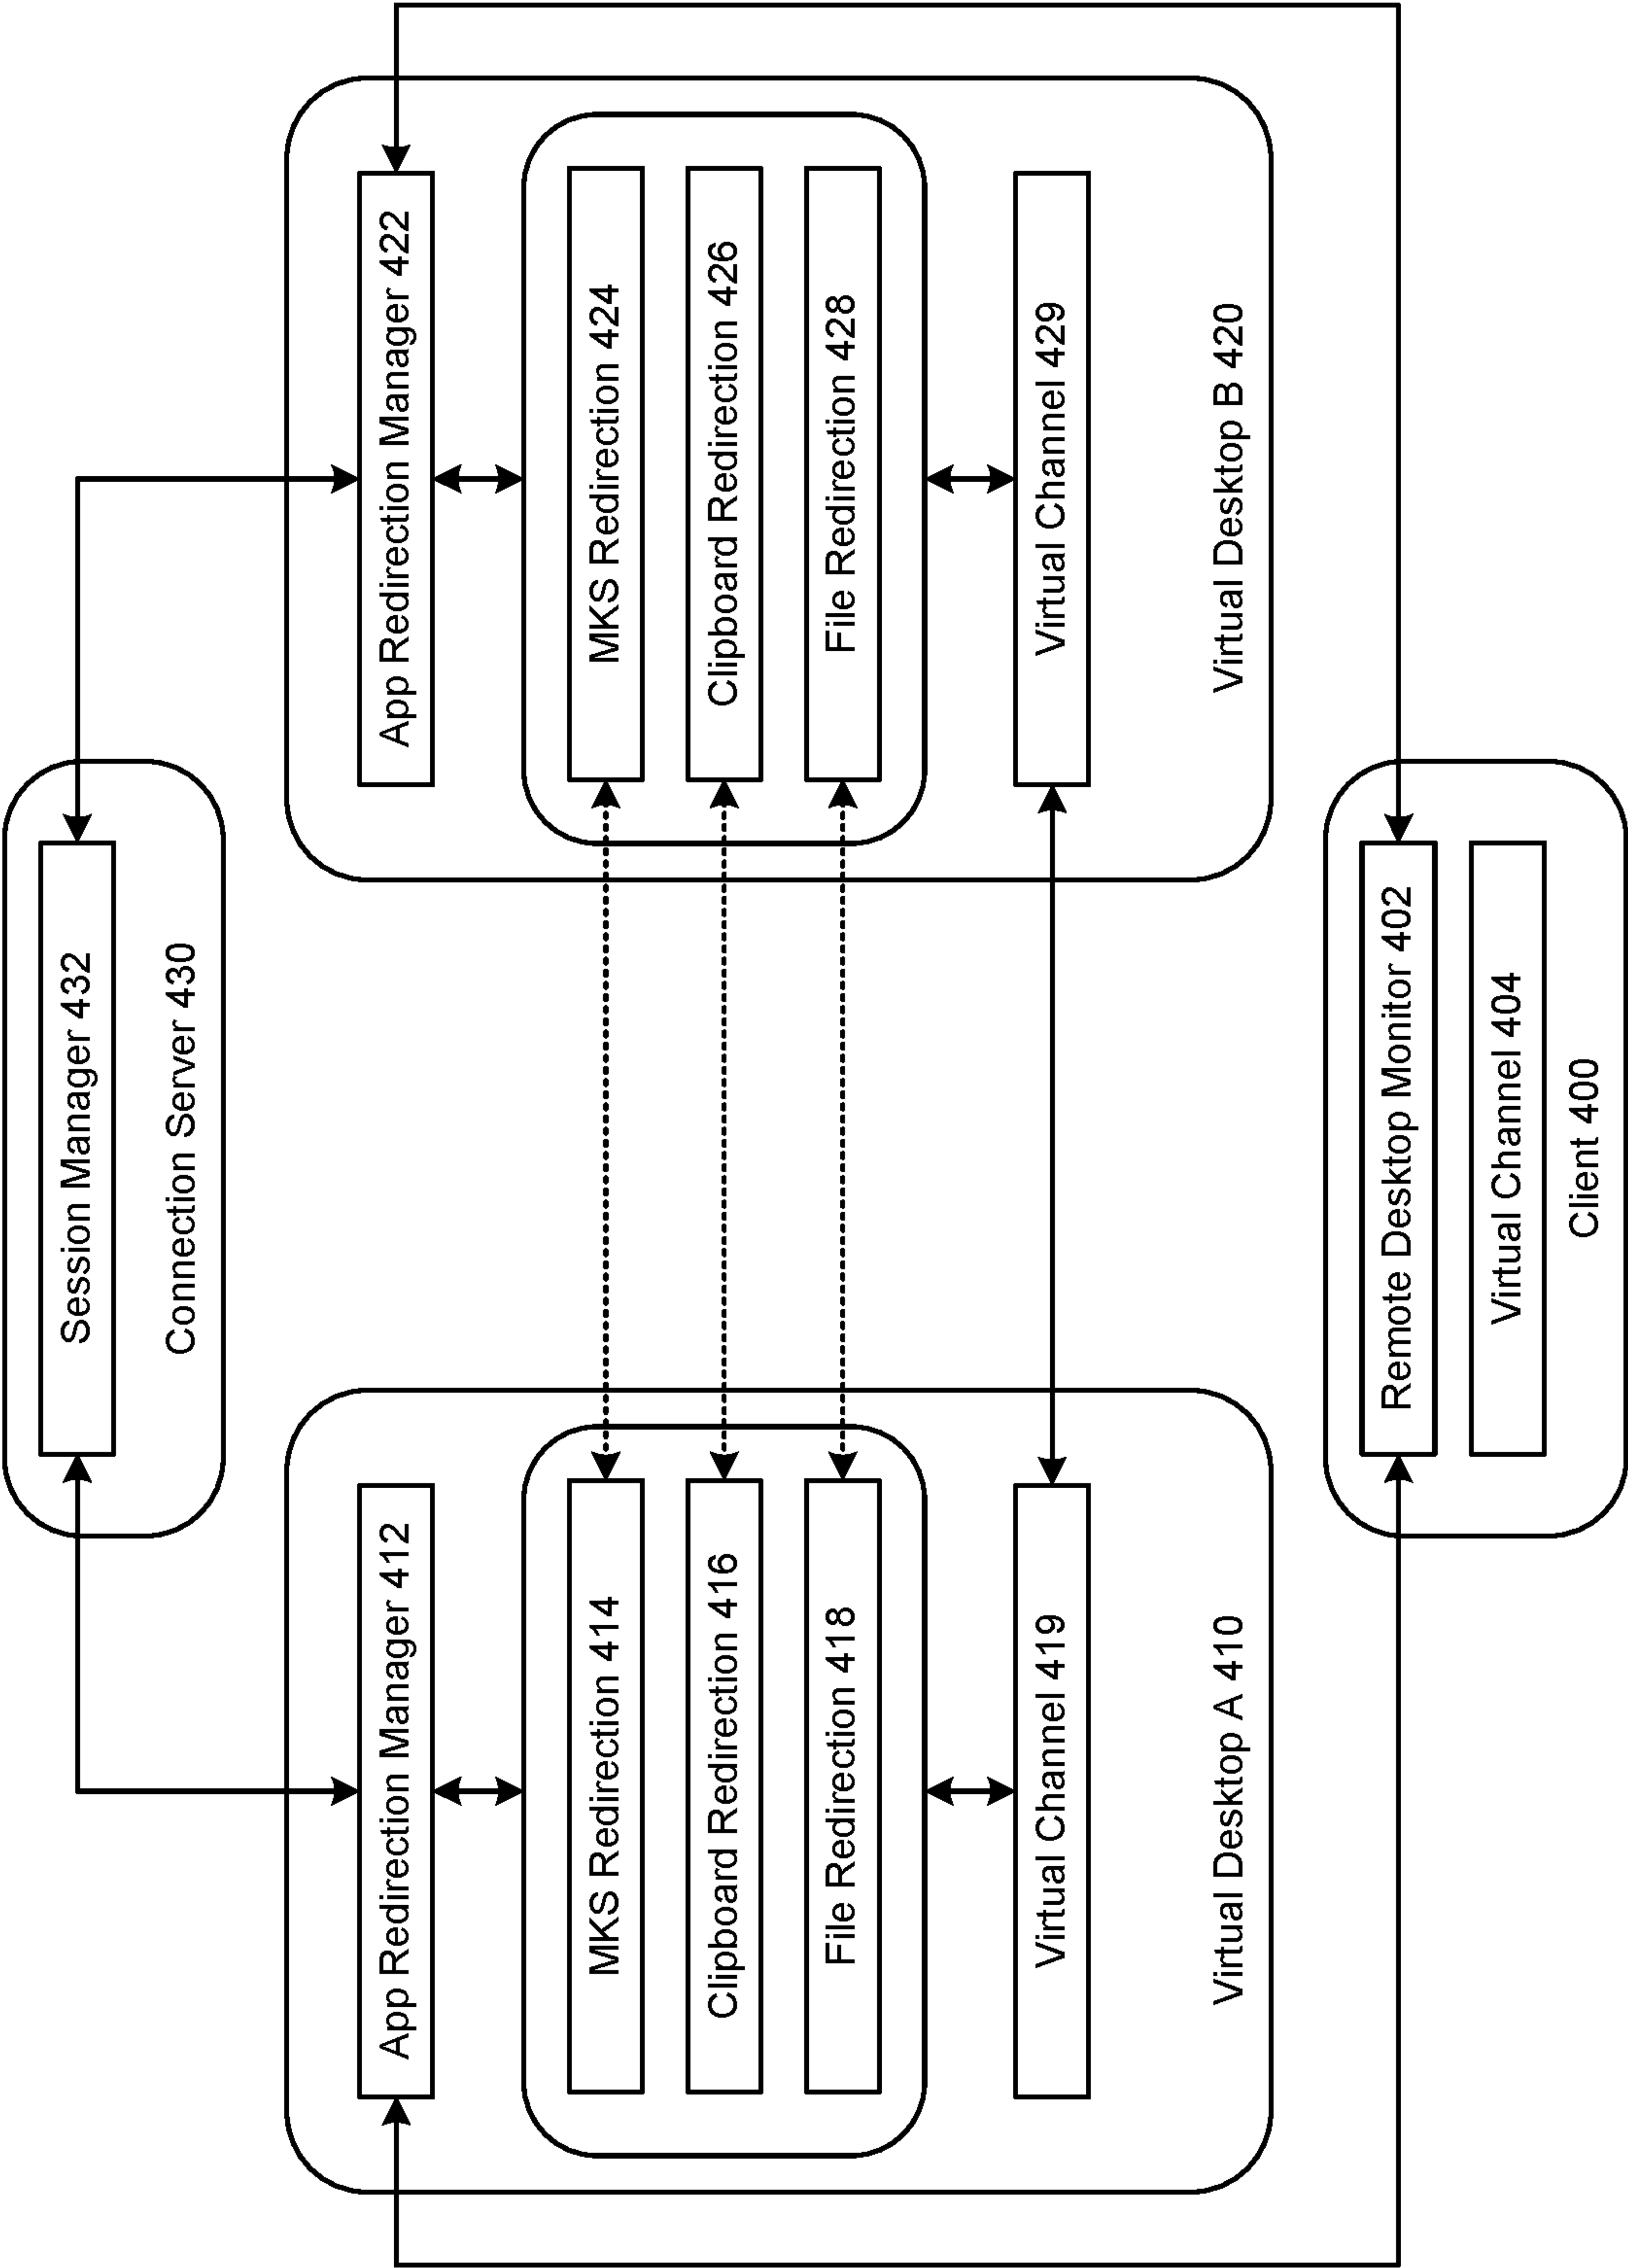 Session Manager 432
Connection Server 430
App Redirection Manager 412
MKS Redirection 414
Clipboard Redirection 416
File Redirection 418
Virtual Channel 419
Virtual Desktop A 410
App Redirection Manager 422
MKS Redirection 424
Clipboard Redirection 426
File Redirection 428
Virtual Channel 429
Virtual Desktop B 420
Remote Desktop Monitor 402
Virtual Channel 404
Client 400